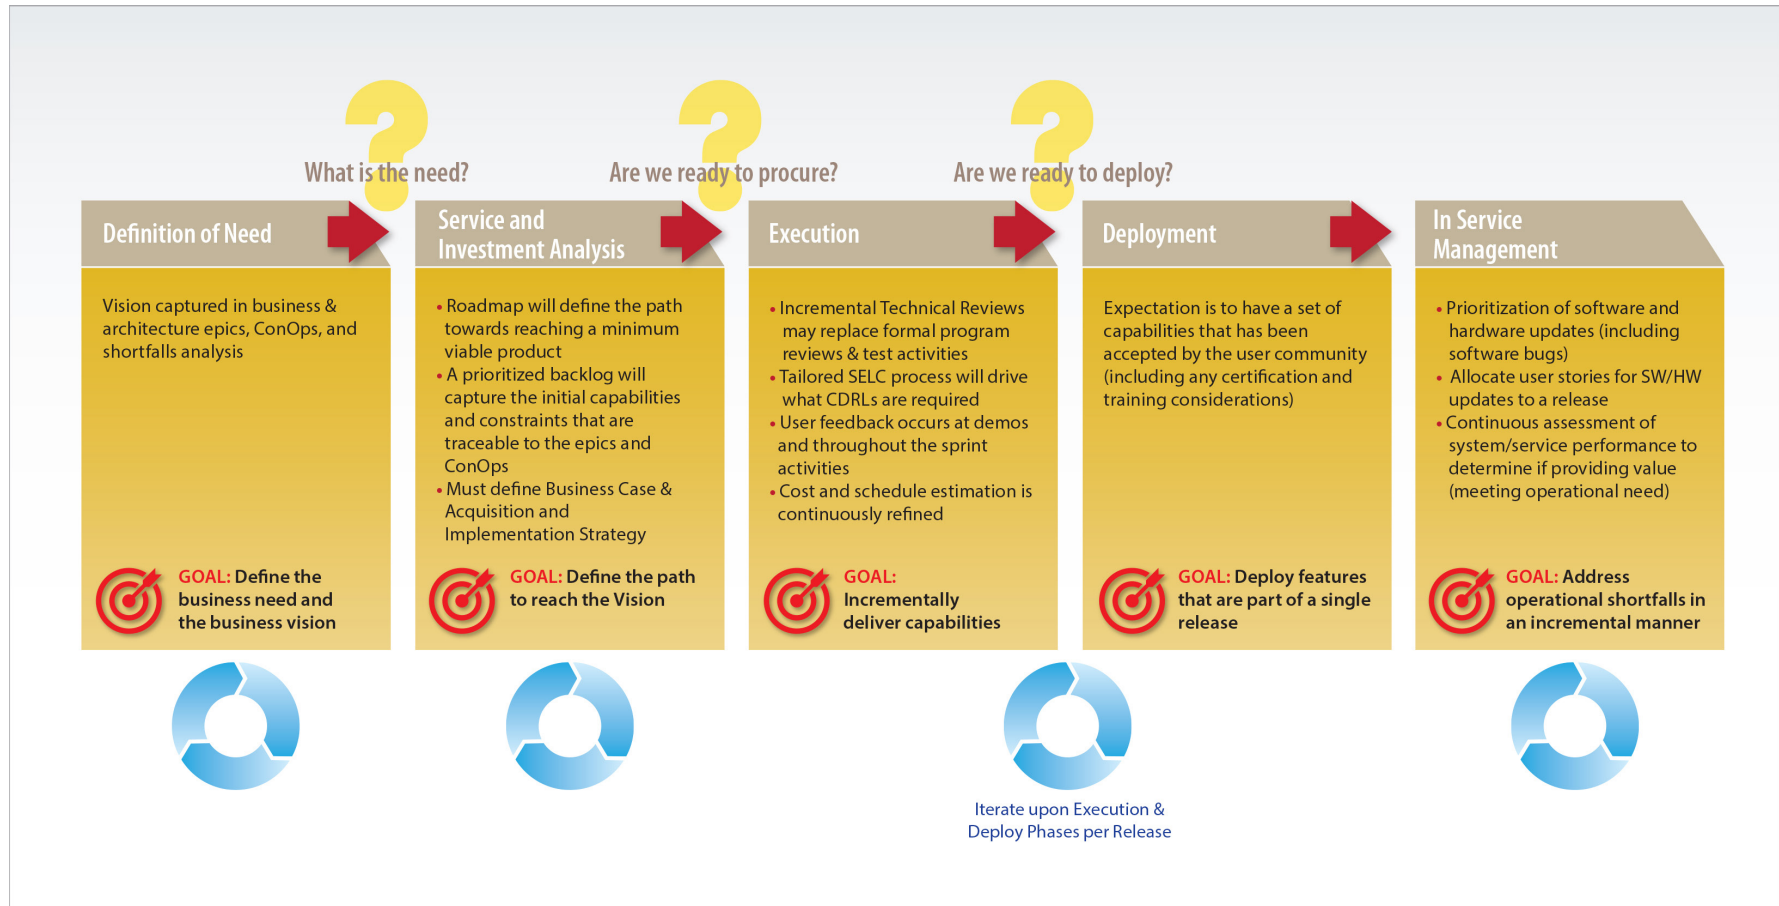 What is the need?
Are we ready to procure?
Are we ready to deploy?
Definition of Need
Vision captured in business &
architecture epics, ConOps, and
shortfalls analysis
GOAL: Define the
business need and
the business vision
Service and
Investment Analysis
• Roadmap will define the path
towards reaching a minimum
viable product
• A prioritized backlog will
capture the initial capabilities
and constraints that are
traceable to the epics and
ConOps
• Must define Business Case &
Acquisition and
Implementation Strategy
GOAL: Define the path
to reach the Vision
Execution
• Incremental Technical Reviews
may replace formal program
reviews & test activities
• Tailored SELC process will drive
what CDRLs are required
• User feedback occurs at demos
and throughout the sprint
activities
• Cost and schedule estimation is
continuously refined
GOAL:
Incrementally
deliver capabilities
Deployment
Expectation is to have a set of
capabilities that has been
accepted by the user community
(including any certification and
training considerations)
GOAL: Deploy features
that are part of a single
release
In Service
Management
• Prioritization of software and
hardware updates (including
software bugs)
• Allocate user stories for SW/HW
updates to a release
• Continuous assessment of
system/service performance to
determine if providing value
(meeting operational need)
GOAL: Address
operational shortfalls in
an incremental manner
Iterate upon Execution &
Deploy Phases per Release